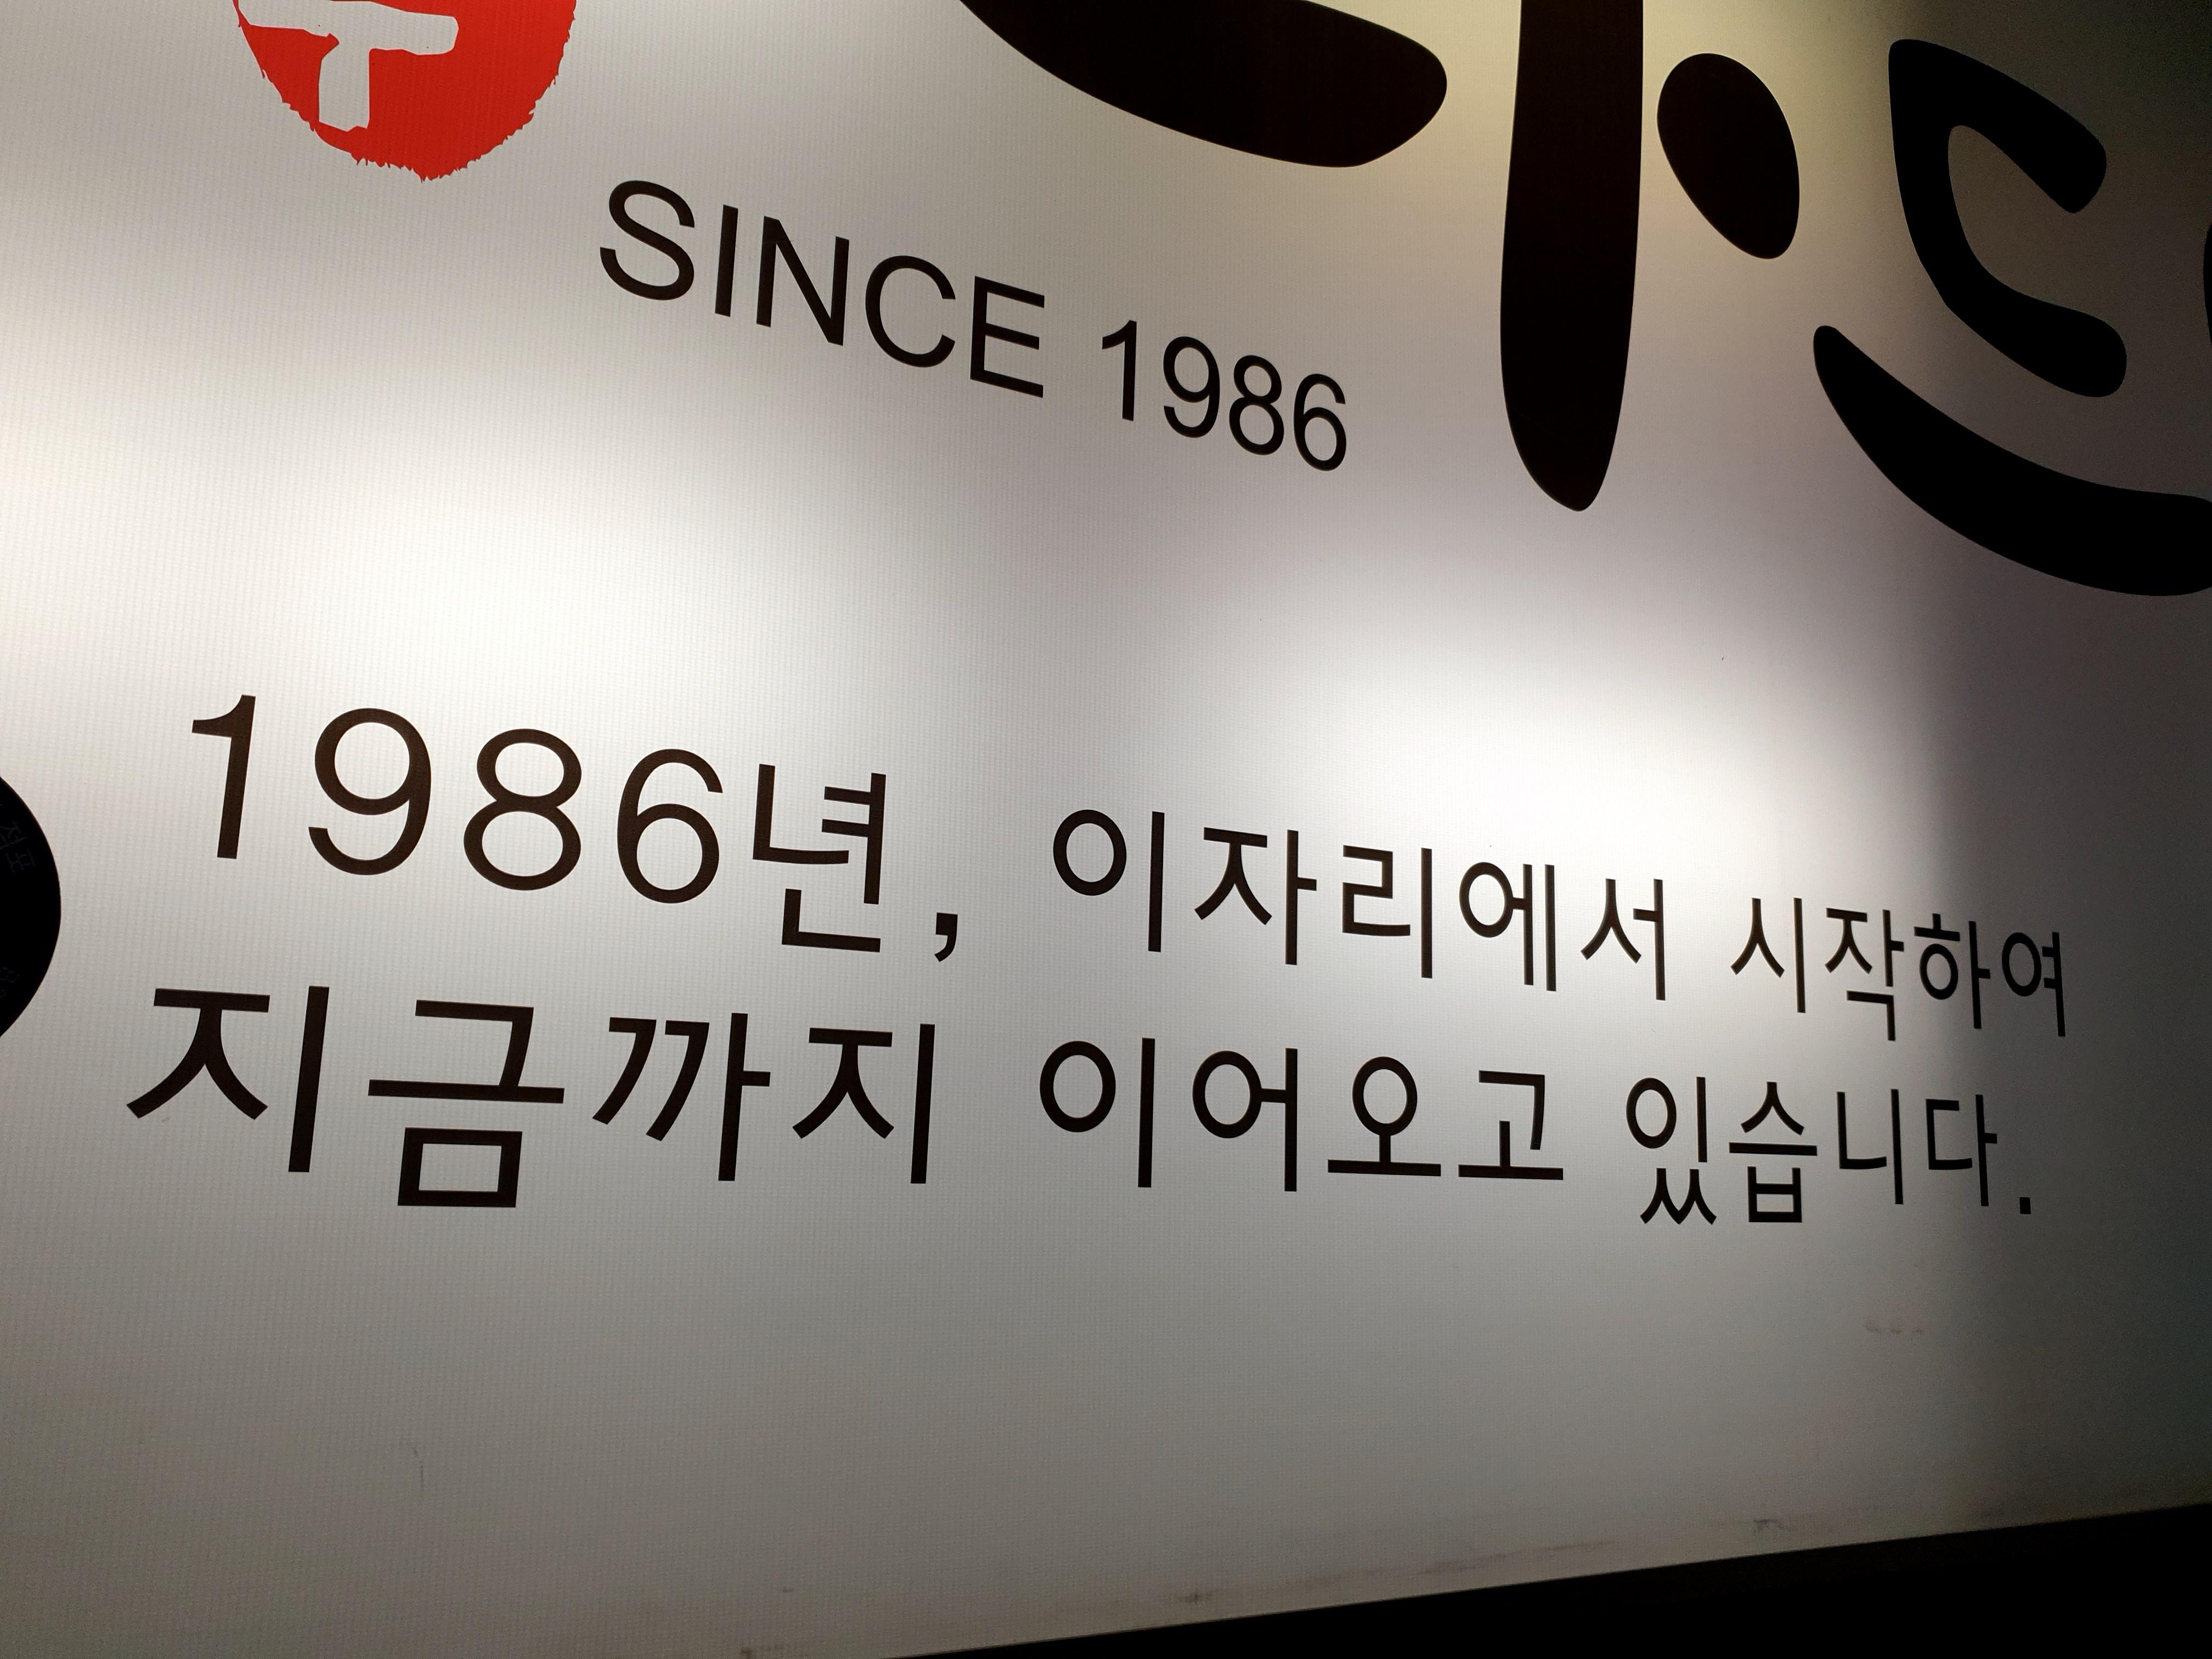 SINCE 1986
1986년, 이자리에서 시작하여
지금까지 이어오고 있습니다.